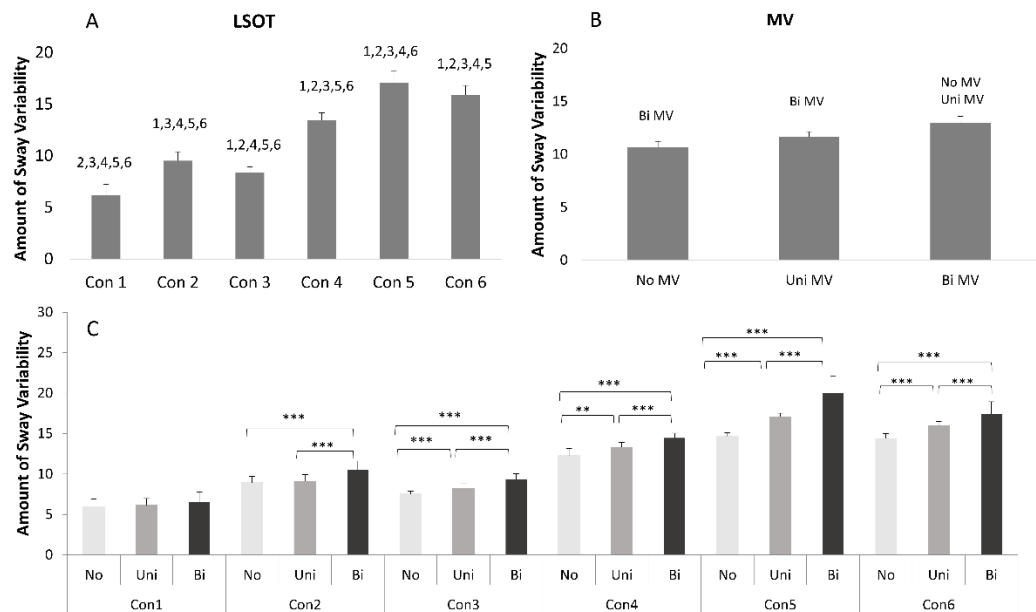 A
LSOT
Amount of Sway Variability
20
15
10
5
0
2,3,4,5,6
1,3,4,5,6
1,2,4,5,6
1,2,3,5,6
1,2,3,4,6
1,2,3,4,5
Con 1
Con 2
Con 3
Con 4
Con 5
Con 6
B
MV
Amount of Sway Variability
20
15
10
5
0
Bi MV
Bi MV
No MV
Uni MV
No MV
Uni MV
Bi MV
C
Amount of Sway Variability
30
25
20
15
10
5
0
***
***
***
***
***
***
**
***
***
***
***
***
***
***
No Uni Bi No Uni Bi No Uni Bi No Uni Bi No Uni Bi No Uni Bi
Con1 Con2 Con3 Con4 Con5 Con6